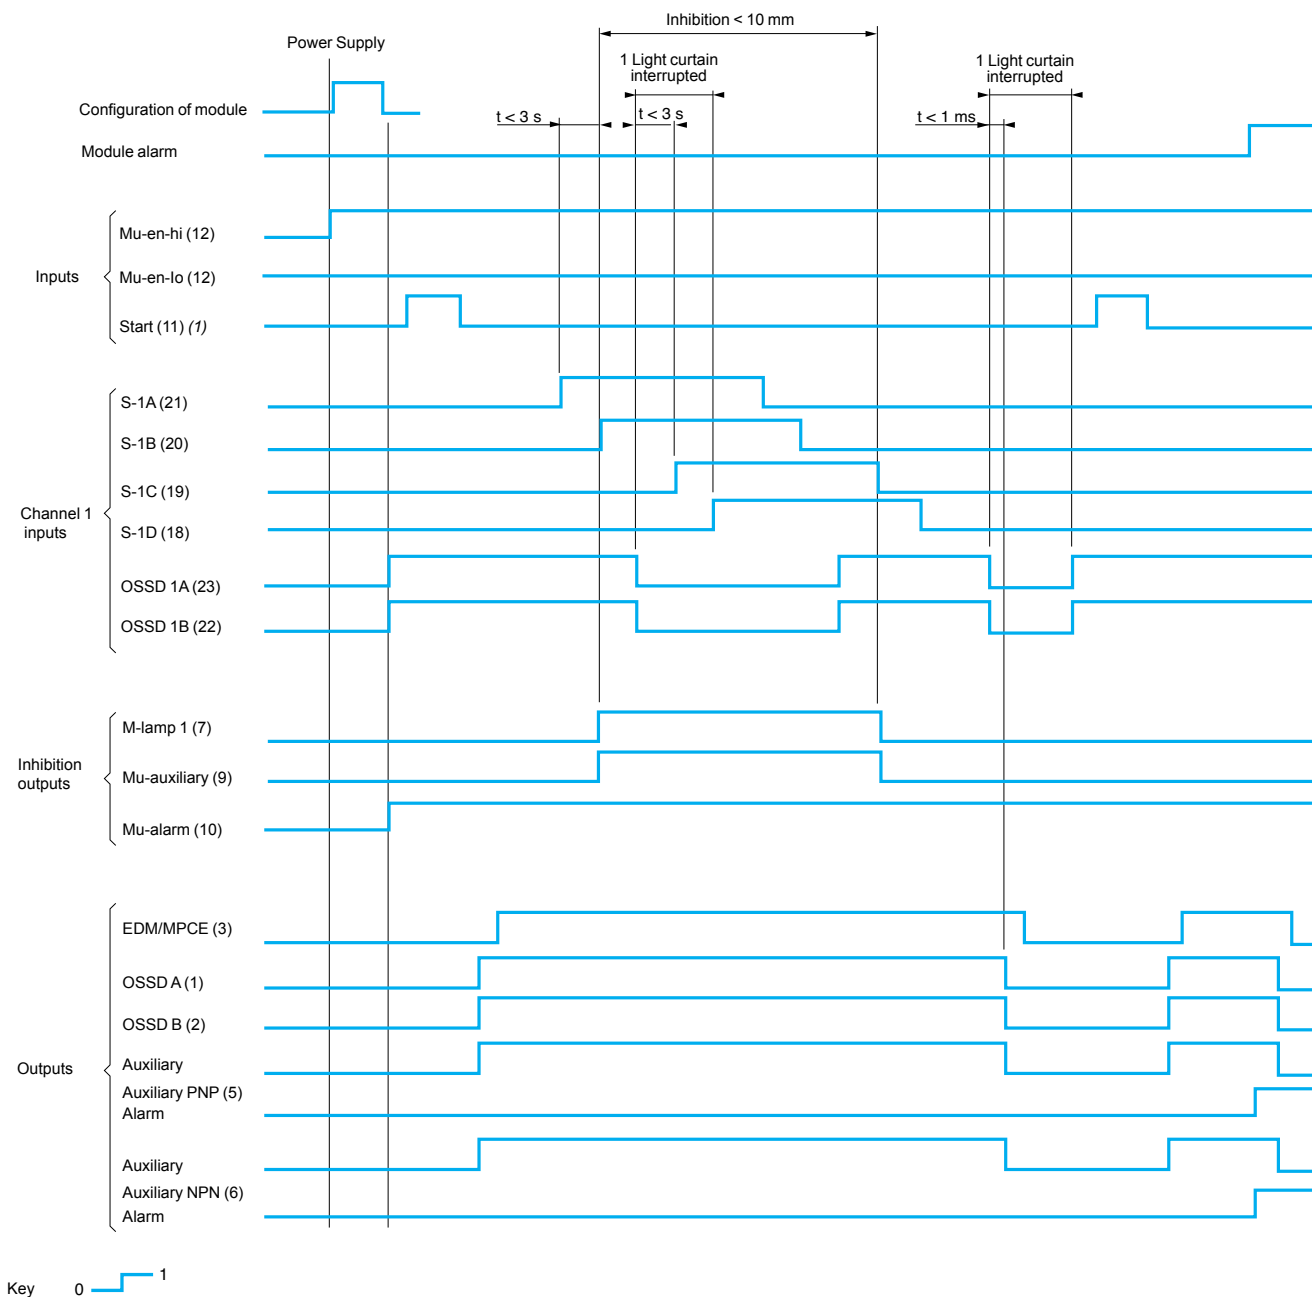 Inhibition < 10 mm
Power Supply
1 Light curtain
interrupted
1 Light curtain
interrupted
Configuration of module
t < 3 s
t < 3 s
t < 1 ms
Module alarm
Inputs
Mu-en-hi (12)
Mu-en-lo (12)
Start (11) (1)
Channel 1
inputs
S-1A (21)
S-1B (20)
S-1C (19)
S-1D (18)
OSSD 1A (23)
OSSD 1B (22)
Inhibition
outputs
M-lamp 1 (7)
Mu-auxiliary (9)
Mu-alarm (10)
Outputs
EDM/MPCE (3)
OSSD A (1)
OSSD B (2)
Auxiliary
Auxiliary PNP (5)
Alarm
Auxiliary
Auxiliary NPN (6)
Alarm
Key 0 1